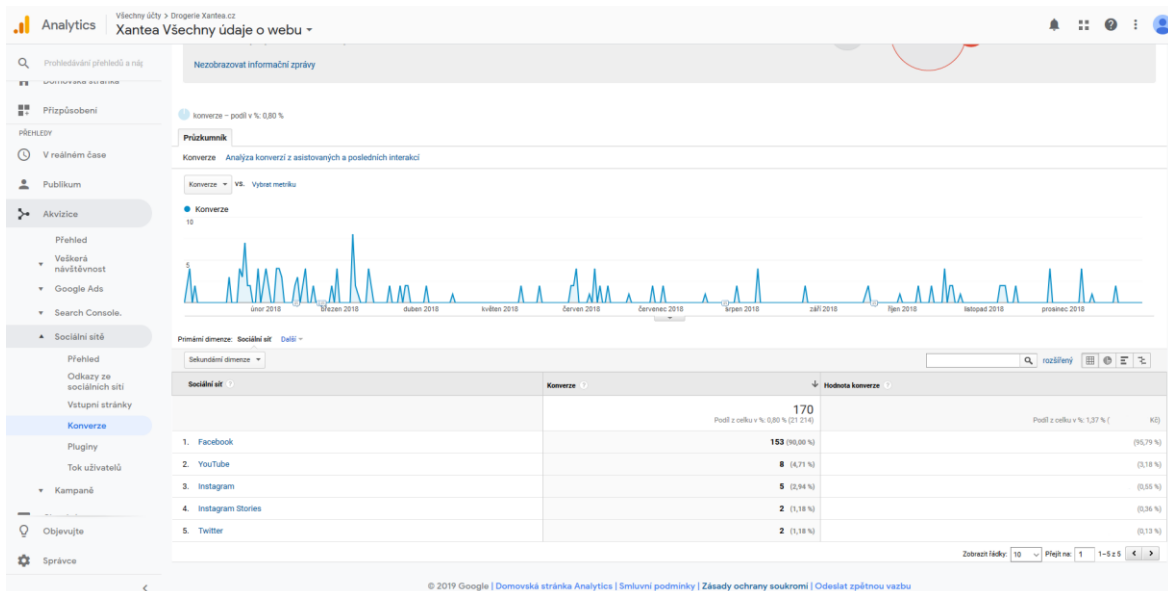 Analytics
Všechny účty > Drogerie Xantea.cz
Xantea Všechny údaje o webu
Prohledávání přehledů a náp
Domovská stránka
Přizpůsobení
PŘEHLEDY
V reálném čase
Publikum
Akvizice
Přehled
Veškerá
návštěvnost
Google Ads
Search Console.
Sociální sítě
Přehled
Odkazy ze
sociálních sítí
Vstupní stránky
Konverze
Pluginy
Tok uživatelů
Kampaně
Objevujte
Správce
Nezobrazovat informační zprávy
konverze – podíl v %: 0,80 %
Průzkumník
Konverze Analýza konverzí z asistovaných a posledních interakcí
Konverze VS. Vybrat metriku
Konverze
10
5
únor 2018 březen 2018 duben 2018 květen 2018 červen 2018 červenec 2018 srpen 2018 září 2018 říjen 2018 listopad 2018 prosinec 2018
Primární dimenze: Sociální síť Další
Sekundární dimenze
rozšířený
Sociální síť Konverze Hodnota konverze
170
Podíl z celku v %: 0,80 % (21 214) Podíl z celku v %: 1,37 % ( Kč)
1. Facebook 153 (90,00 %) (95,79 %)
2. YouTube 8 (4,71 %) (3,18 %)
3. Instagram 5 (2,94 %) (0,55 %)
4. Instagram Stories 2 (1,18 %) (0,36 %)
5. Twitter 2 (1,18 %) (0,13 %)
Zobrazit řádky: 10 Přejít na: 1 1–5 z 5
© 2019 Google | Domovská stránka Analytics | Smluvní podmínky | Zásady ochrany soukromí | Odeslat zpětnou vazbu